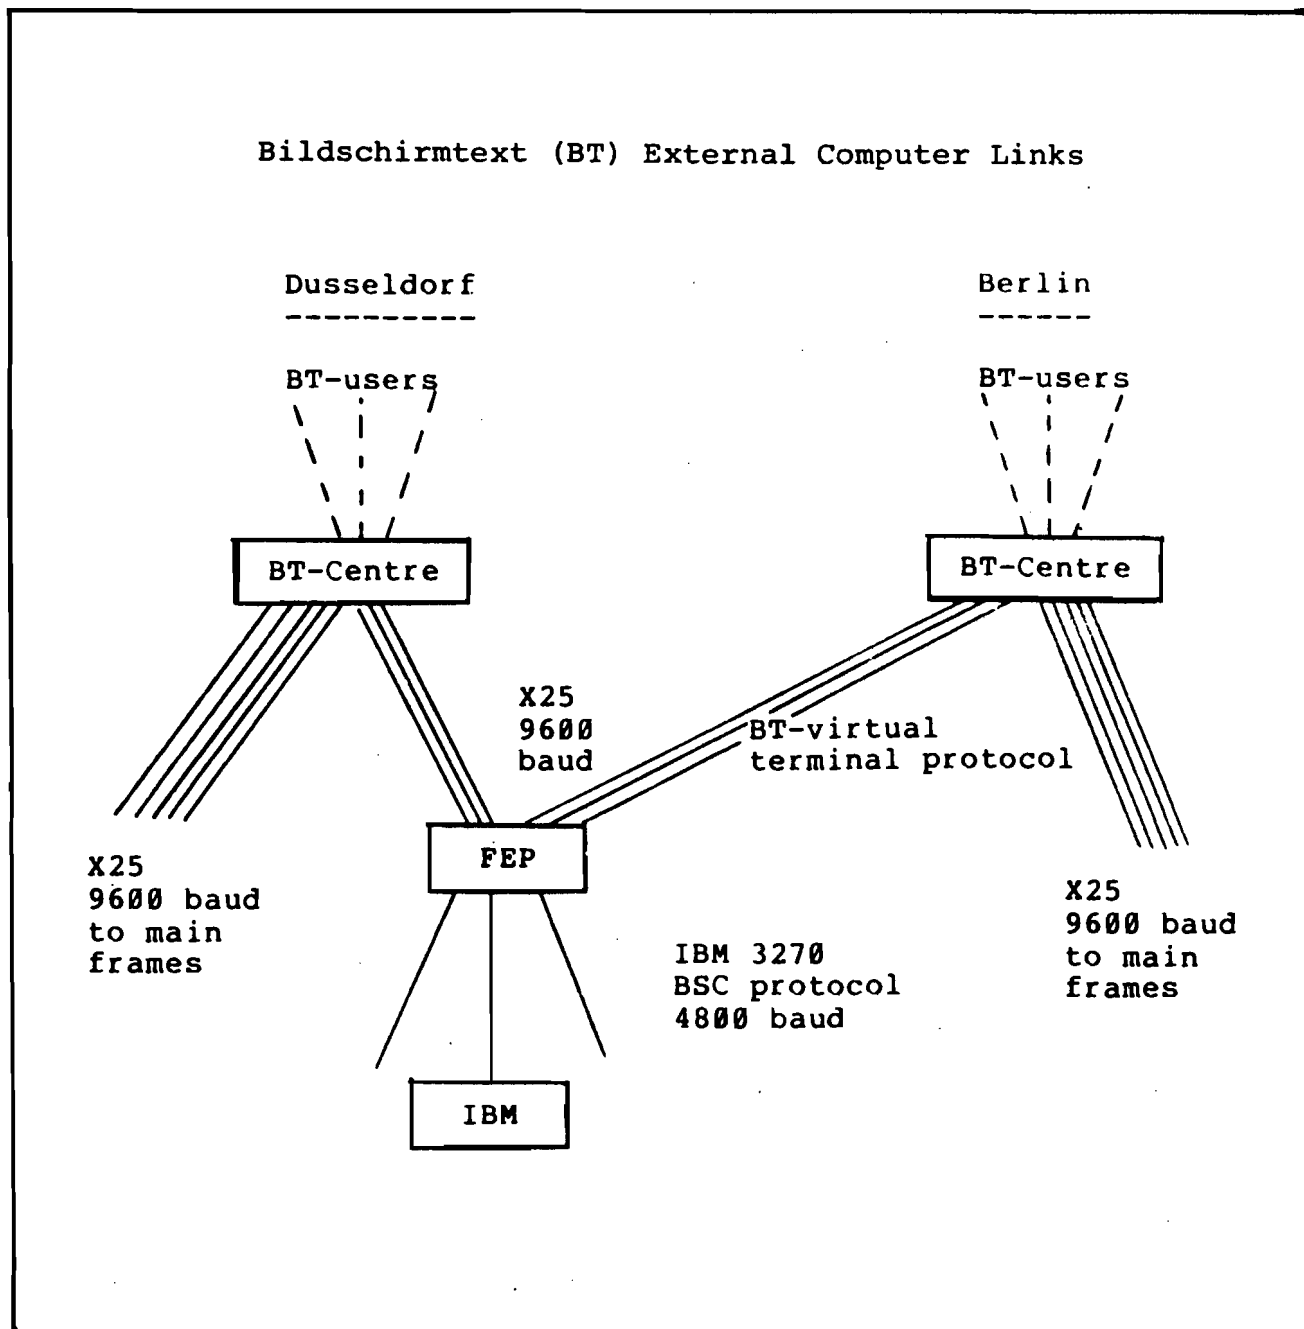 Bildschirmtext (BT) External Computer Links
Dusseldorf
----------
Berlin
------
BT-users
BT-users
BT-Centre
BT-Centre
X25
9600
baud
BT-virtual
terminal protocol
FEP
X25
9600 baud
to main
frames
X25
9600 baud
to main
frames
IBM 3270
BSC protocol
4800 baud
IBM